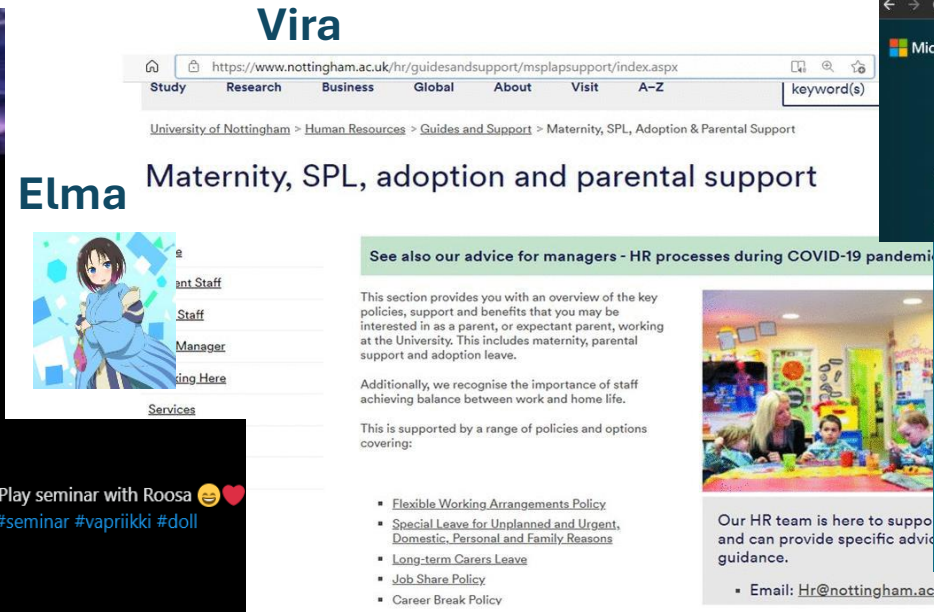 Vira
https://www.nottingham.ac.uk/hr/guidesandsupport/msplapsupport/index.aspx
Study Research Business Global About Visit A–Z
keyword(s)
University of Nottingham > Human Resources > Guides and Support > Maternity, SPL, Adoption & Parental Support
Maternity, SPL, adoption and parental support
Elma
Staff
Manager
Here
Services
See also our advice for managers - HR processes during COVID-19
This section provides you with an overview of the key
policies, support and benefits that you may be
interested in as a parent, or expectant parent, working
at the University. This includes maternity, parental
support and adoption leave.
Additionally, we recognise the importance of staff
achieving balance between work and home life.
This is supported by a range of policies and options
covering:
▪ Flexible Working Arrangements Policy
▪ Special Leave for Unplanned and Urgent,
Domestic, Personal and Family Reasons
▪ Long-term Carers Leave
▪ Job Share Policy
▪ Career Break Policy
Our HR team is here to
and can provide specific
guidance.
▪ Email: Hr@nottingham.ac
Play seminar with Roosa 😄❤️
#seminar #vapriikki #doll